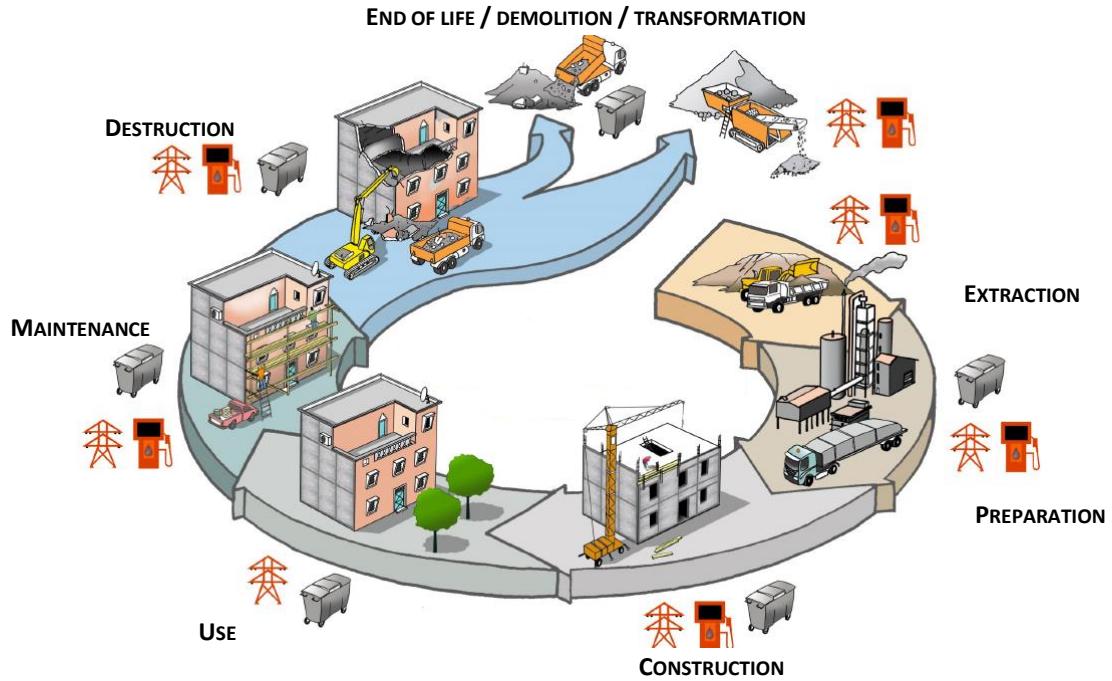 END OF LIFE / DEMOLITION / TRANSFORMATION
DESTRUCTION
EXTRACTION
MAINTENANCE
PREPARATION
USE
CONSTRUCTION